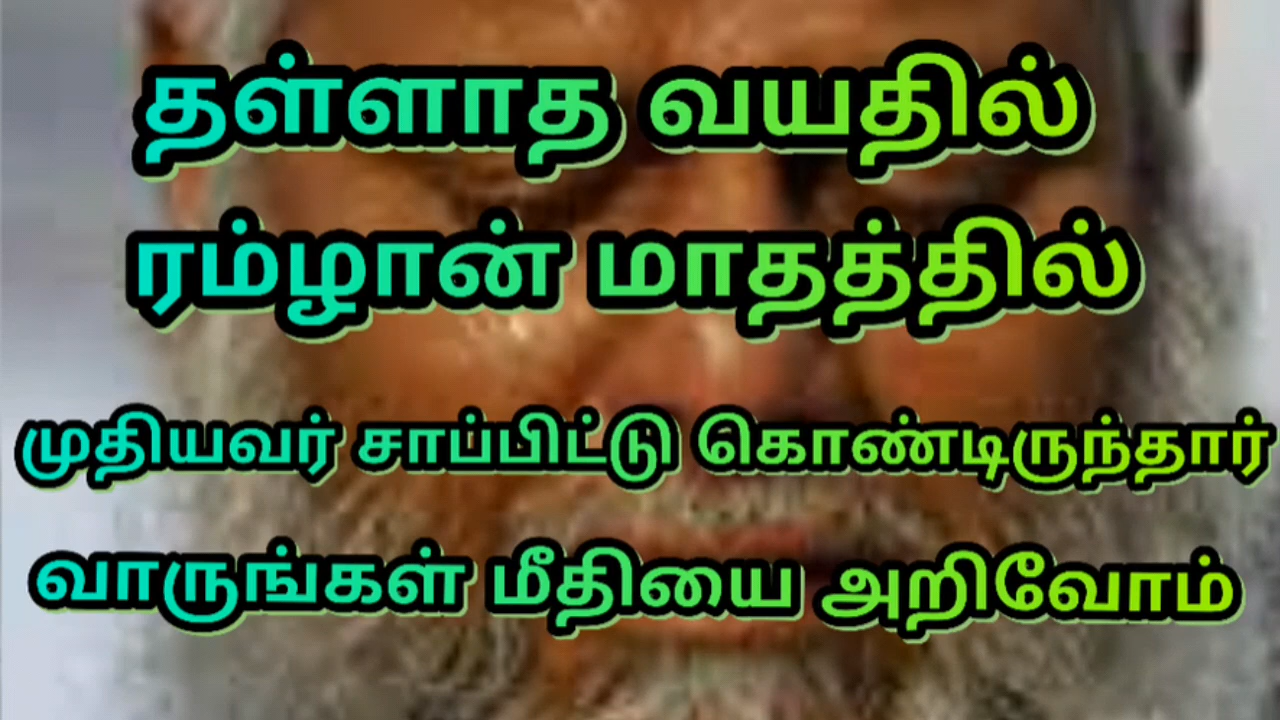 தள்ளாத வயதில்
ரம்ழான் மாதத்தில்
முதியவர் சாப்பிட்டு கொண்டிருந்தார்
வாருங்கள் மீதியை அறிவோம்